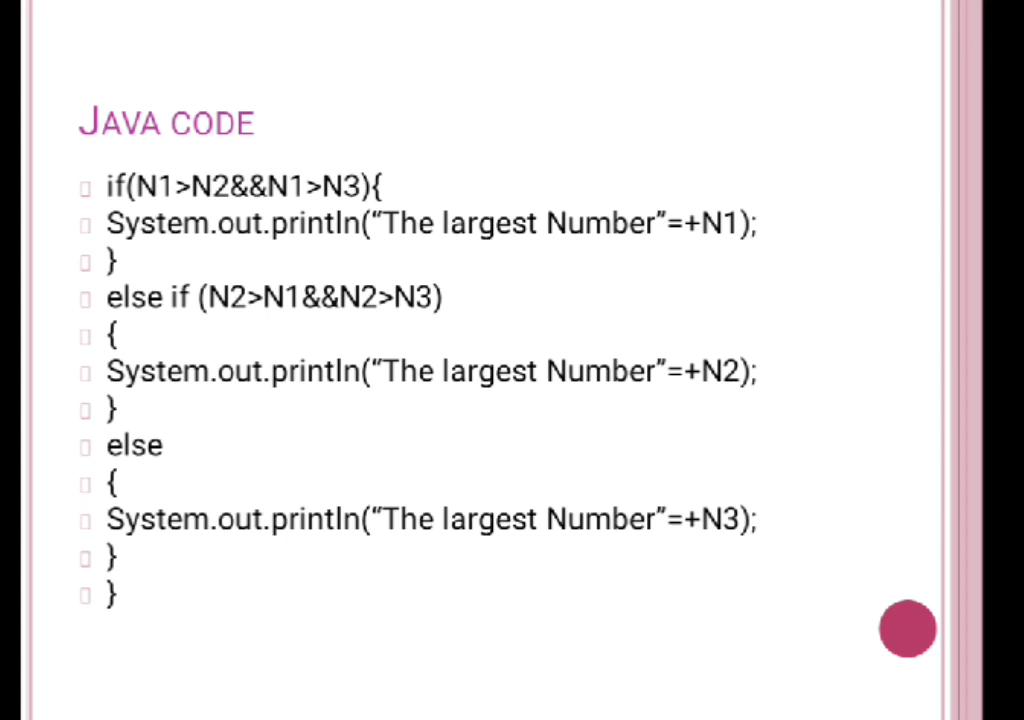 JAVA CODE
if(N1>N2&&N1>N3){
System.out.println(“The largest Number”=+N1);
}
else if (N2>N1&&N2>N3)
{
System.out.println(“The largest Number”=+N2);
}
else
{
System.out.println(“The largest Number”=+N3);
}
}